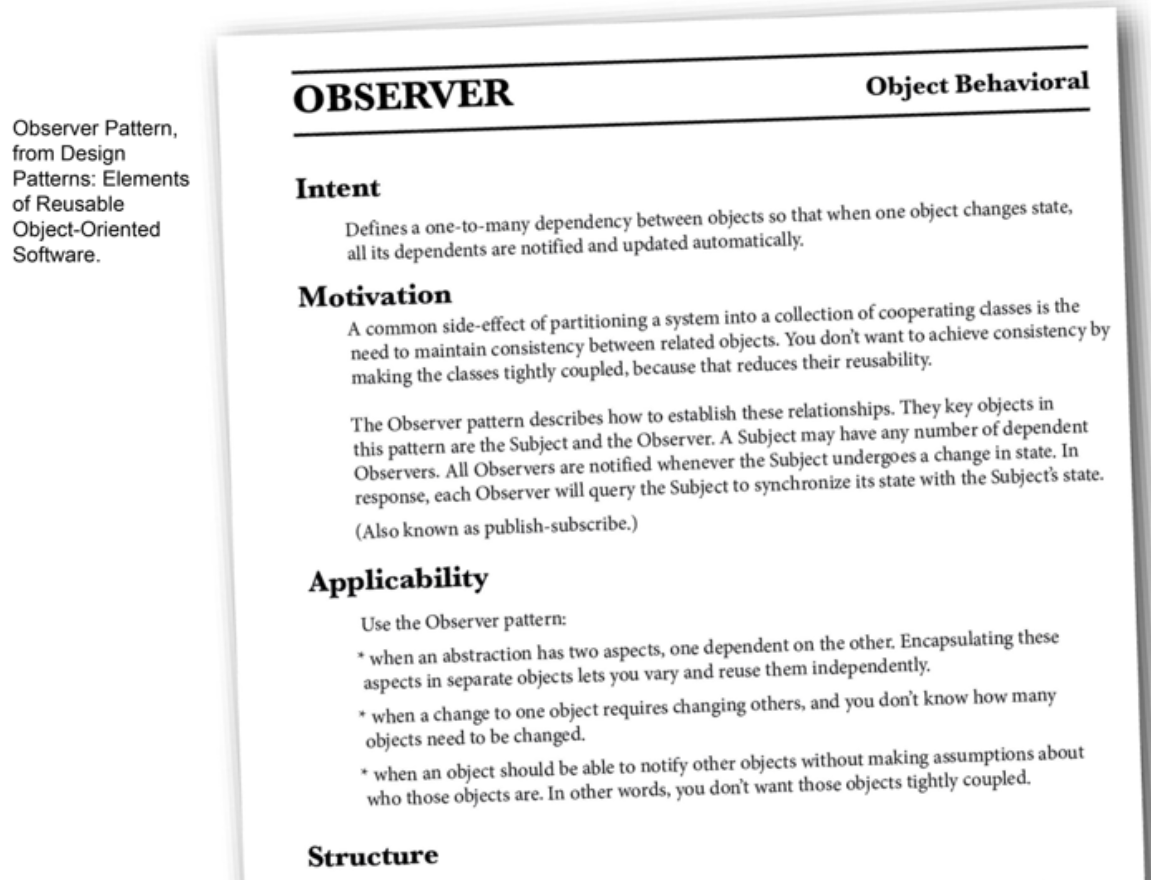 Observer Pattern,
from Design
Patterns: Elements
of Reusable
Object-Oriented
Software.
OBSERVER Object Behavioral
Intent
Defines a one-to-many dependency between objects so that when one object changes state,
all its dependents are notified and updated automatically.
Motivation
A common side-effect of partitioning a system into a collection of cooperating classes is the
need to maintain consistency between related objects. You don't want to achieve consistency by
making the classes tightly coupled, because that reduces their reusability.
The Observer pattern describes how to establish these relationships. They key objects in
this pattern are the Subject and the Observer. A Subject may have any number of dependent
Observers. All Observers are notified whenever the Subject undergoes a change in state. In
response, each Observer will query the Subject to synchronize its state with the Subject's state.
(Also known as publish-subscribe.)
Applicability
Use the Observer pattern:
* when an abstraction has two aspects, one dependent on the other. Encapsulating these
aspects in separate objects lets you vary and reuse them independently.
* when a change to one object requires changing others, and you don't know how many
objects need to be changed.
* when an object should be able to notify other objects without making assumptions about
who those objects are. In other words, you don't want those objects tightly coupled.
Structure